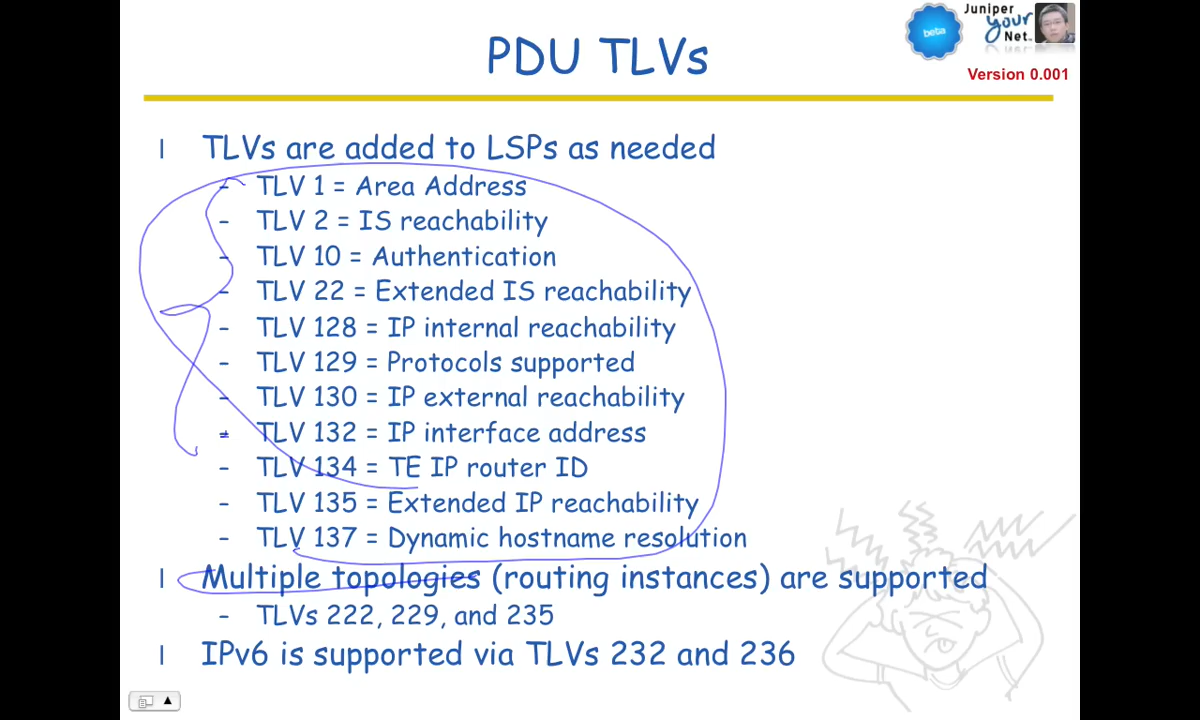 Juniper
your
Net
beta
Version 0.001
PDU TLVs
TLVs are added to LSPs as needed
- TLV 1 = Area Address
- TLV 2 = IS reachability
- TLV 10 = Authentication
- TLV 22 = Extended IS reachability
- TLV 128 = IP internal reachability
- TLV 129 = Protocols supported
- TLV 130 = IP external reachability
- TLV 132 = IP interface address
- TLV 134 = TE IP router ID
- TLV 135 = Extended IP reachability
- TLV 137 = Dynamic hostname resolution
Multiple topologies (routing instances) are supported
- TLVs 222, 229, and 235
IPv6 is supported via TLVs 232 and 236